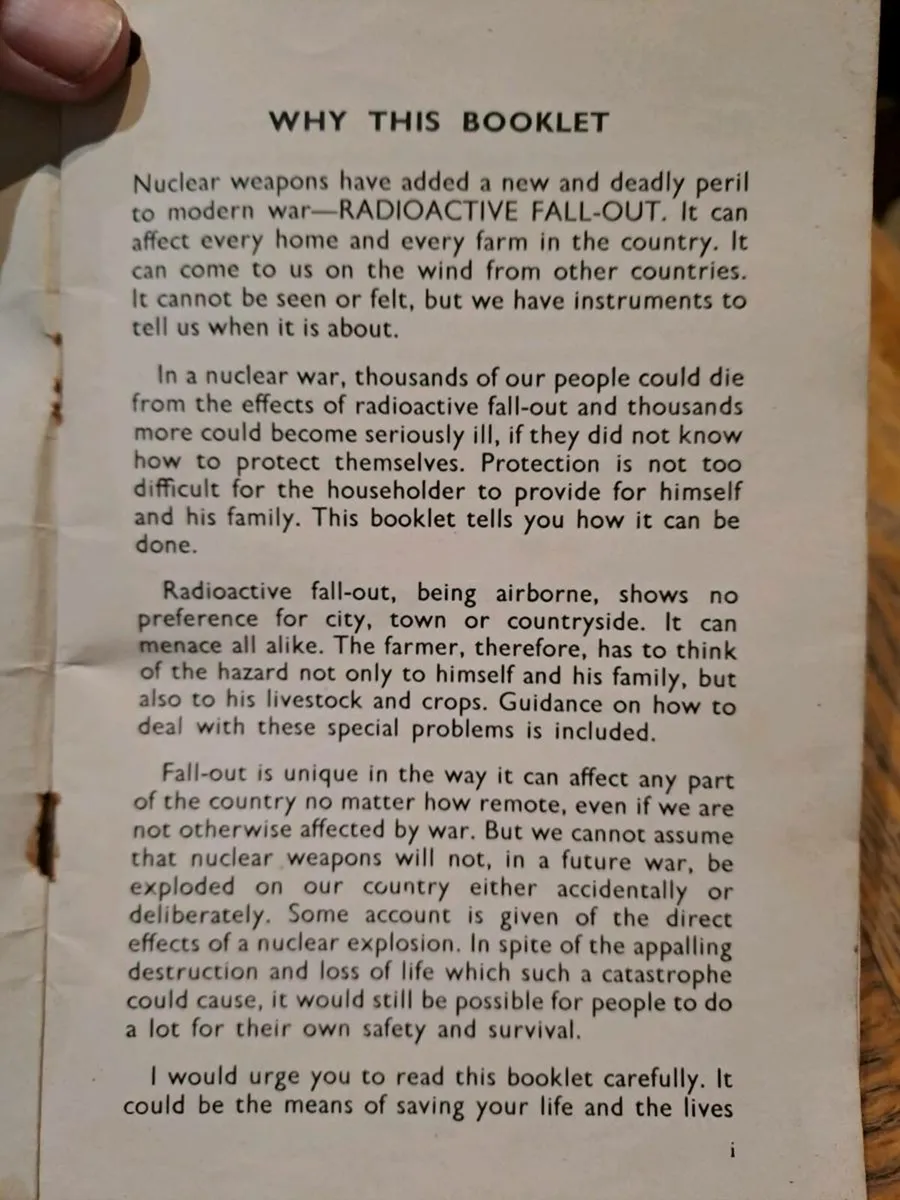 WHY THIS BOOKLET
Nuclear weapons have added a new and deadly peril
to modern war—RADIOACTIVE FALL-OUT. It can
affect every home and every farm in the country. It
can come to us on the wind from other countries.
It cannot be seen or felt, but we have instruments to
tell us when it is about.
In a nuclear war, thousands of our people could die
from the effects of radioactive fall-out and thousands
more could become seriously ill, if they did not know
how to protect themselves. Protection is not too
difficult for the householder to provide for himself
and his family. This booklet tells you how it can be
done.
Radioactive fall-out, being airborne, shows no
preference for city, town or countryside. It can
menace all alike. The farmer, therefore, has to think
of the hazard not only to himself and his family, but
also to his livestock and crops. Guidance on how to
deal with these special problems is included.
Fall-out is unique in the way it can affect any part
of the country no matter how remote, even if we are
not otherwise affected by war. But we cannot assume
that nuclear weapons will not, in a future war, be
exploded on our country either accidentally or
deliberately. Some account is given of the direct
effects of a nuclear explosion. In spite of the appalling
destruction and loss of life which such a catastrophe
could cause, it would still be possible for people to do
a lot for their own safety and survival.
I would urge you to read this booklet carefully. It
could be the means of saving your life and the lives
i